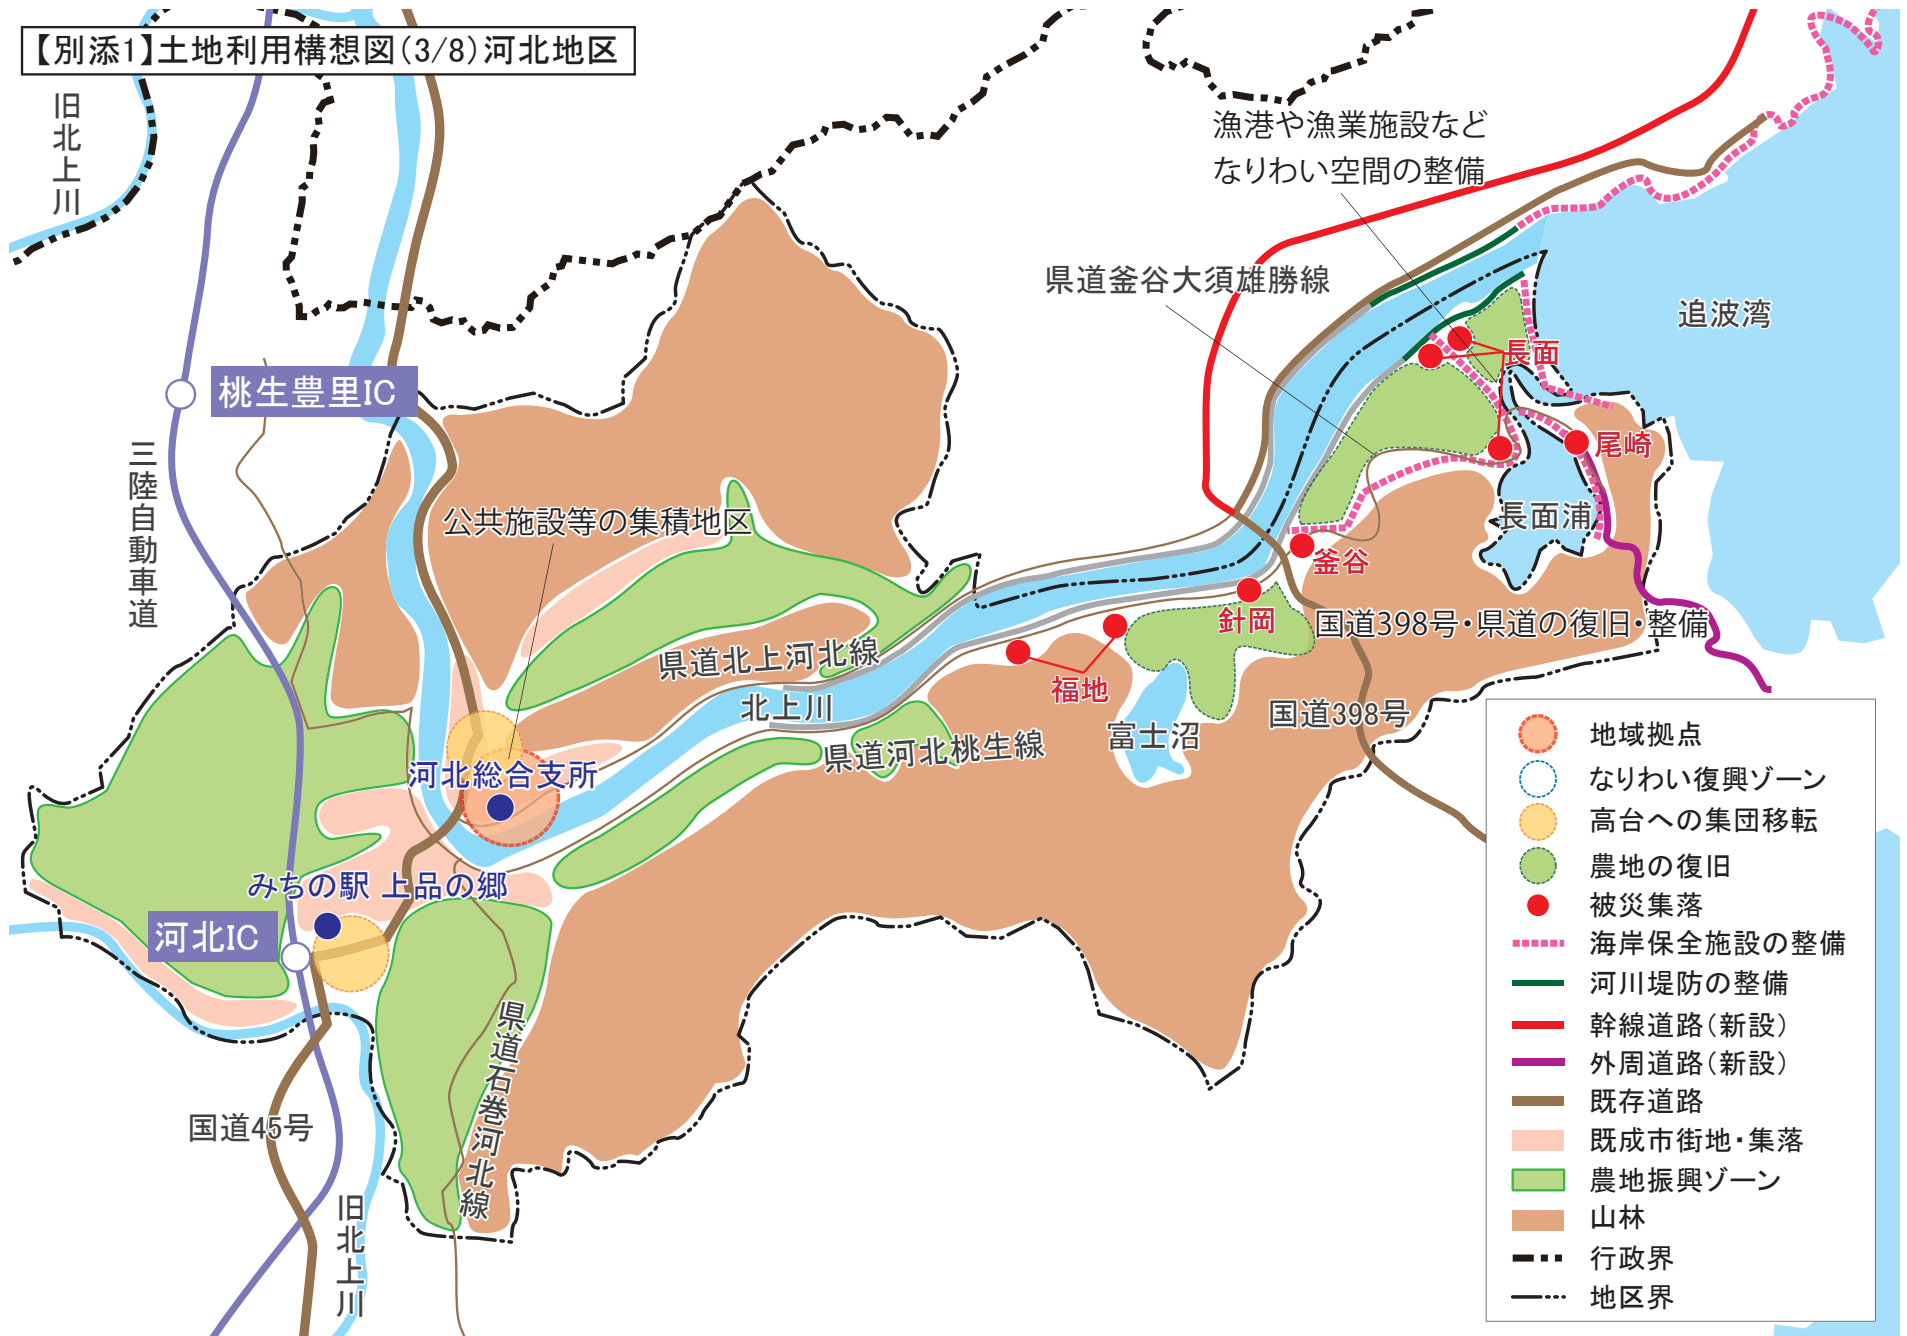 【別添1】土地利用構想図(3/8)河北地区
旧北上川
漁港や漁業施設など
なりわい空間の整備
県道釜谷大須雄勝線
追波湾
長面
桃生豊里IC
三陸自動車道
尾崎
公共施設等の集積地区
長面浦
釜谷
針岡
国道398号・県道の復旧・整備
県道北上河北線
福地
北上川
国道398号
富士沼
県道河北桃生線
河北総合支所
みちの駅 上品の郷
河北IC
県道石巻河北線
国道45号
旧北上川
地域拠点
なりわい復興ゾーン
高台への集団移転
農地の復旧
被災集落
海岸保全施設の整備
河川堤防の整備
幹線道路(新設)
外周道路(新設)
既存道路
既成市街地・集落
農地振興ゾーン
山林
行政界
地区界